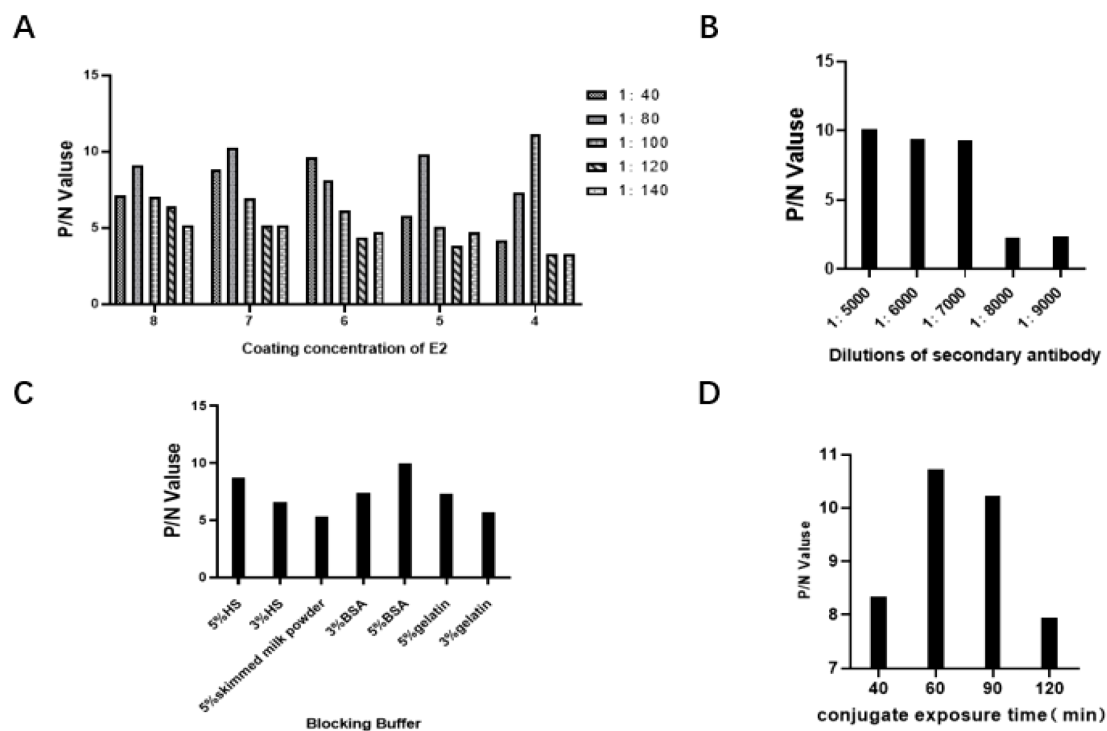 A
P/N Valuse
15
10
5
0
8
7
6
5
4
Coating concentration of E2
1: 40
1: 80
1: 100
1: 120
1: 140
B
P/N Valuse
15
10
5
0
1: 5000
1: 6000
1: 7000
1: 8000
1: 9000
Dilutions of secondary antibody
C
P/N Valuse
15
10
5
0
5%HS
3%HS
5%skimmed milk powder
3%BSA
5%BSA
5%gelatin
3%gelatin
Blocking Buffer
D
P/N Valuse
11
10
9
8
7
40
60
90
120
conjugate exposure time( min)